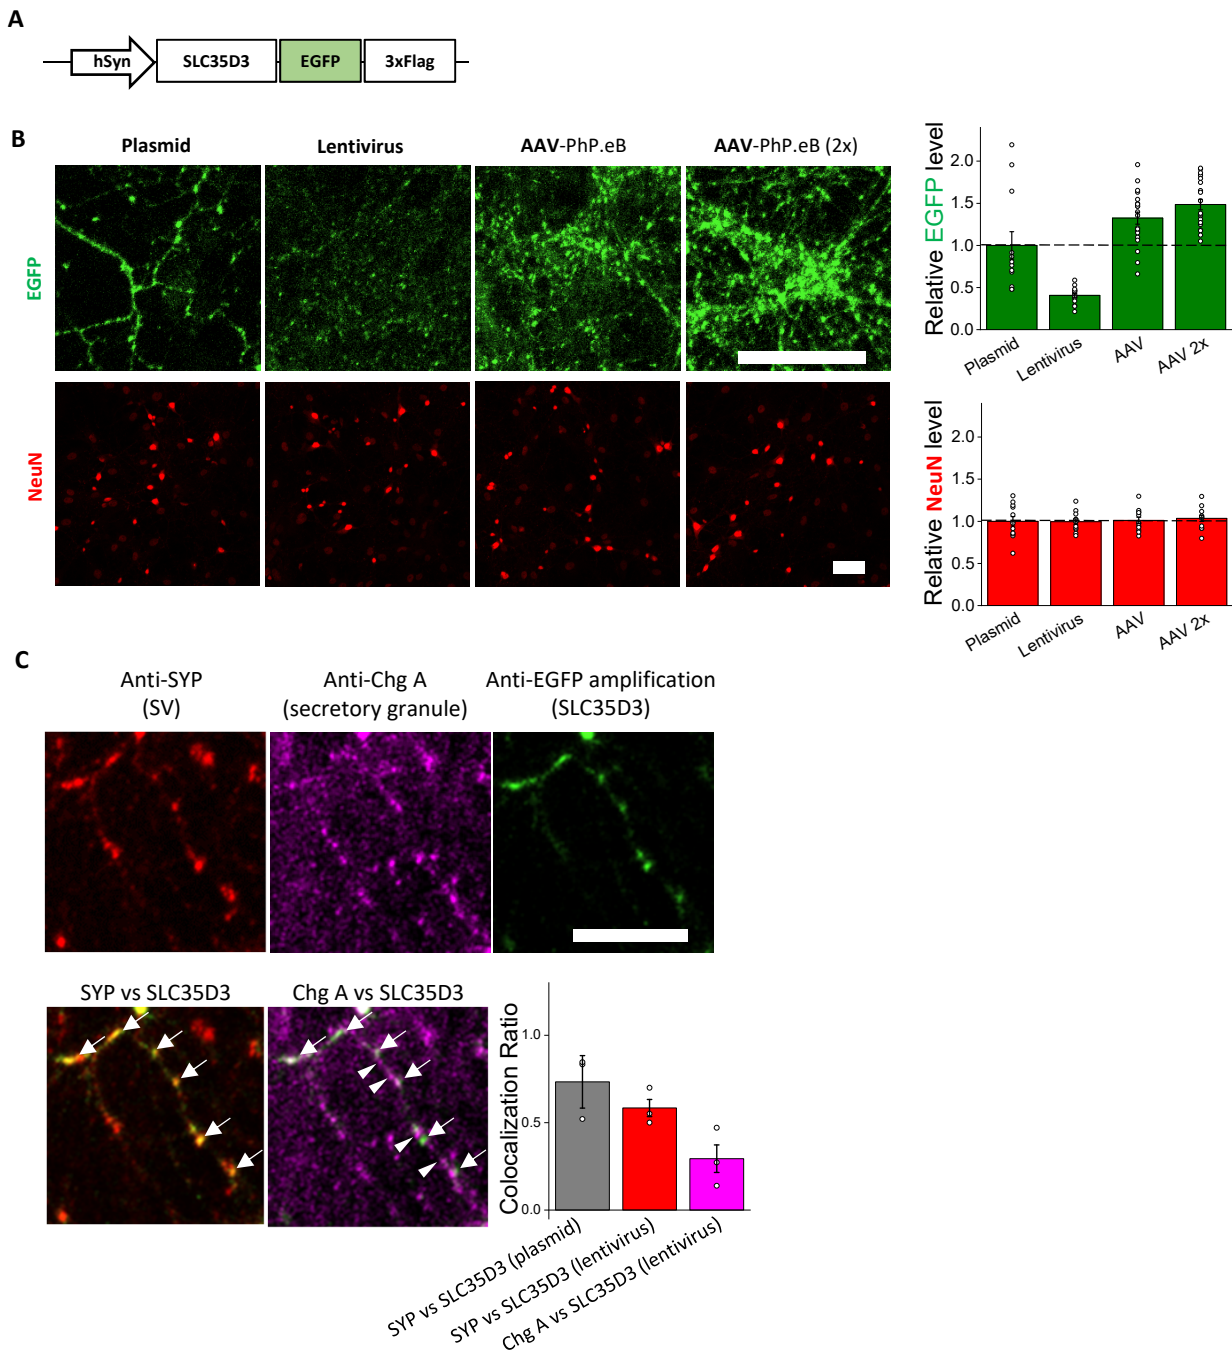 A
hSyn
SLC35D3
EGFP
3xFlag
B
Plasmid
Lentivirus
AAV-PhP.eB
AAV-PhP.eB (2x)
EGFP
NeuN
Relative EGFP level
2.0
1.5
1.0
0.5
0.0
Plasmid
Lentivirus
AAV
AAV 2x
Relative NeuN level
2.0
1.5
1.0
0.5
0.0
Plasmid
Lentivirus
AAV
AAV 2x
C
Anti-SYP
(SV)
Anti-Chg A
(secretory granule)
Anti-EGFP amplification
(SLC35D3)
SYP vs SLC35D3
Chg A vs SLC35D3
Colocalization Ratio
1.0
0.5
0.0
SYP vs SLC35D3 (plasmid)
SYP vs SLC35D3 (lentivirus)
Chg A vs SLC35D3 (lentivirus)